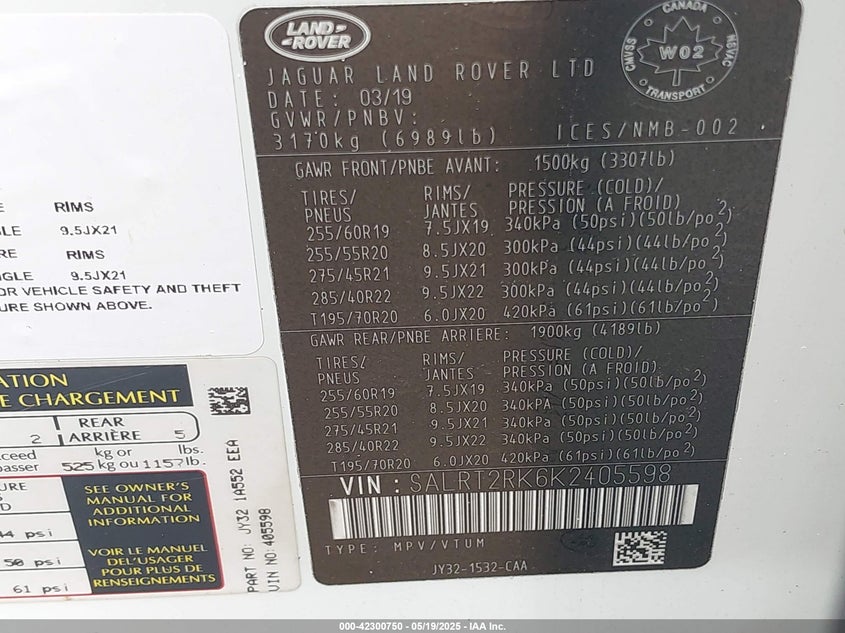 LAND
ROVER
JAGUAR LAND ROVER LTD
DATE: 03/19
GVWR/PNBV:
3170kg (6989lb)
CANADA
CMVSS
W02
NSVAC
TRANSPORT
ICES/NMB-002
GAWR FRONT/PNBE AVANT: 1500kg (3307lb)
TIRES/ RIMS/ PRESSURE (COLD)/
PNEUS JANTES PRESSION (A FROID)
255/60R19 7.5JX19 340kPa (50psi)(50lb/po²)
255/55R20 8.5JX20 300kPa (44psi)(44lb/po²)
275/45R21 9.5JX21 300kPa (44psi)(44lb/po²)
285/40R22 9.5JX22 300kPa (44psi)(44lb/po²)
T195/70R20 6.0JX20 420kPa (61psi)(61lb/po²)
GAWR REAR/PNBE ARRIERE: 1900kg (4189lb)
TIRES/ RIMS/ PRESSURE (COLD)/
PNEUS JANTES PRESSION (A FROID)
255/60R19 7.5JX19 340kPa (50psi)(50lb/po²)
255/55R20 8.5JX20 340kPa (50psi)(50lb/po²)
275/45R21 9.5JX21 340kPa (50psi)(50lb/po²)
285/40R22 9.5JX22 340kPa (50psi)(50lb/po²)
T195/70R20 6.0JX20 420kPa (61psi)(61lb/po²)
VIN: SALRT2RK6K2405598
TYPE: MPV/VTUM
JY32-1532-CAA
E RIMS
LE 9.5JX21
RE RIMS
NGLE 9.5JX21
OR VEHICLE SAFETY AND THEFT
URE SHOWN ABOVE.
ATION
E CHARGEMENT
2 REAR
ARRIÈRE 5
xceed kg or lbs.
passer 525 kg ou 1157 lb.
SURE
D
44 psi
50 psi
61 psi
SEE OWNER'S
MANUAL FOR
ADDITIONAL
INFORMATION
VOIR LE MANUEL
DEL'USAGER
POUR PLUS DE
RENSEIGNEMENTS
PART NO: JY32 1A552 EEA
VIN NO: 405598
000-42300750 - 05/19/2025 - IAA Inc.